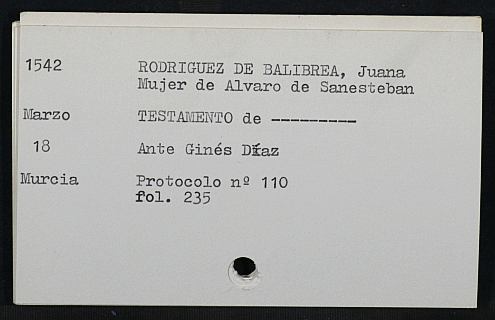 1542 RODRIGUEZ DE BALIBREA, Juana
Mujer de Alvaro de Sanesteban
Marzo TESTAMENTO de ---------
18 Ante Ginés Díaz
Murcia Protocolo nº 110
fol. 235